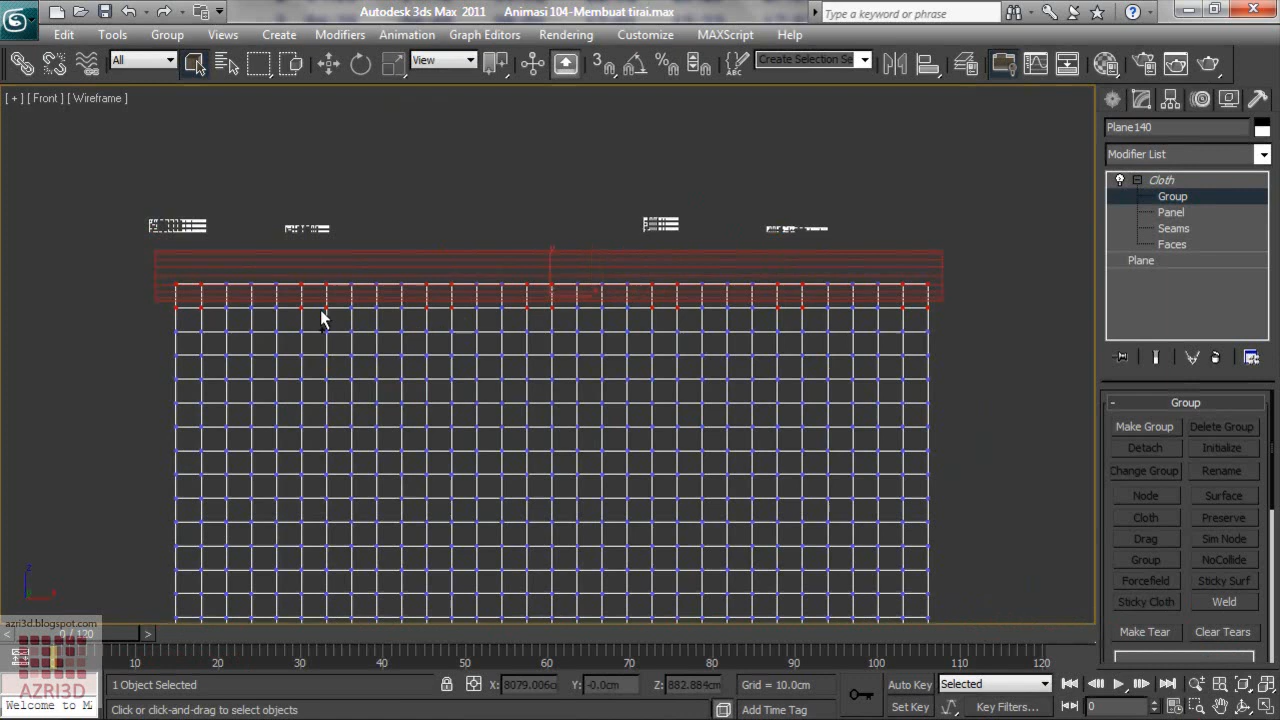 Autodesk 3ds Max 2011 Animasi 104-Membuat tirai.max
Type a keyword or phrase
Edit Tools Group Views Create Modifiers Animation Graph Editors Rendering Customize MAXScript Help
All View Create Selection Se
[ + ] [ Front ] [ Wireframe ]
Plane140
Modifier List
Cloth
Group
Panel
Seams
Faces
Plane
Group
Make Group Delete Group
Detach Initialize
Change Group Rename
Node Surface
Cloth Preserve
Drag Sim Node
Group NoCollide
Forcefield Sticky Surf
Sticky Cloth Weld
Make Tear Clear Tears
azri3d.blogspot.com
0 / 120
10 20 30 40 50 60 70 80 90 100 110 120
AZRI3D
1 Object Selected X: 8079.006c Y: -0.0cm Z: 882.884cm Grid = 10.0cm Auto Key Selected
Welcome to M Click or click-and-drag to select objects Add Time Tag Set Key Key Filters... 0